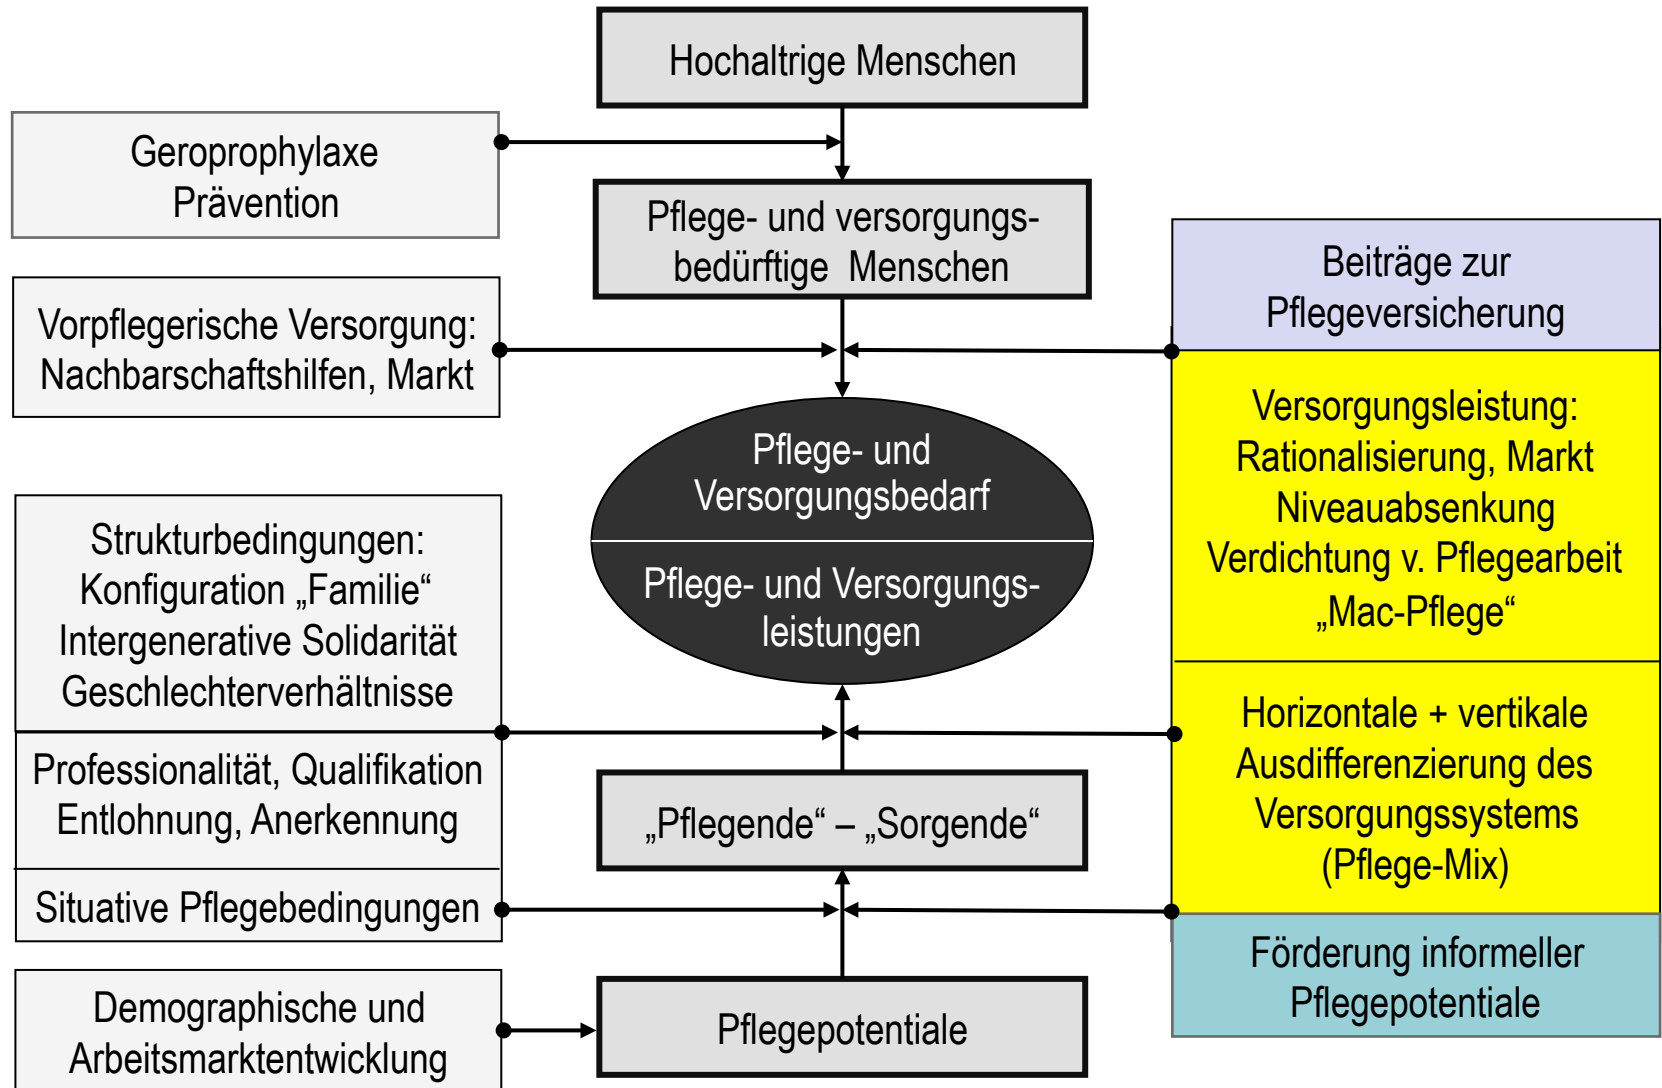 Hochaltrige Menschen
Geroprophylaxe
Prävention
Pflege- und versorgungs-
bedürftige Menschen
Vorpflegerische Versorgung:
Nachbarschaftshilfen, Markt
Beiträge zur
Pflegeversicherung
Pflege- und
Versorgungsbedarf
Pflege- und Versorgungs-
leistungen
Versorgungsleistung:
Rationalisierung, Markt
Niveauabsenkung
Verdichtung v. Pflegearbeit
„Mac-Pflege“
Strukturbedingungen:
Konfiguration „Familie“
Intergenerative Solidarität
Geschlechterverhältnisse
Professionalität, Qualifikation
Entlohnung, Anerkennung
Situative Pflegebedingungen
„Pflegende“ – „Sorgende“
Horizontale + vertikale
Ausdifferenzierung des
Versorgungssystems
(Pflege-Mix)
Förderung informeller
Pflegepotentiale
Demographische und
Arbeitsmarktentwicklung
Pflegepotentiale